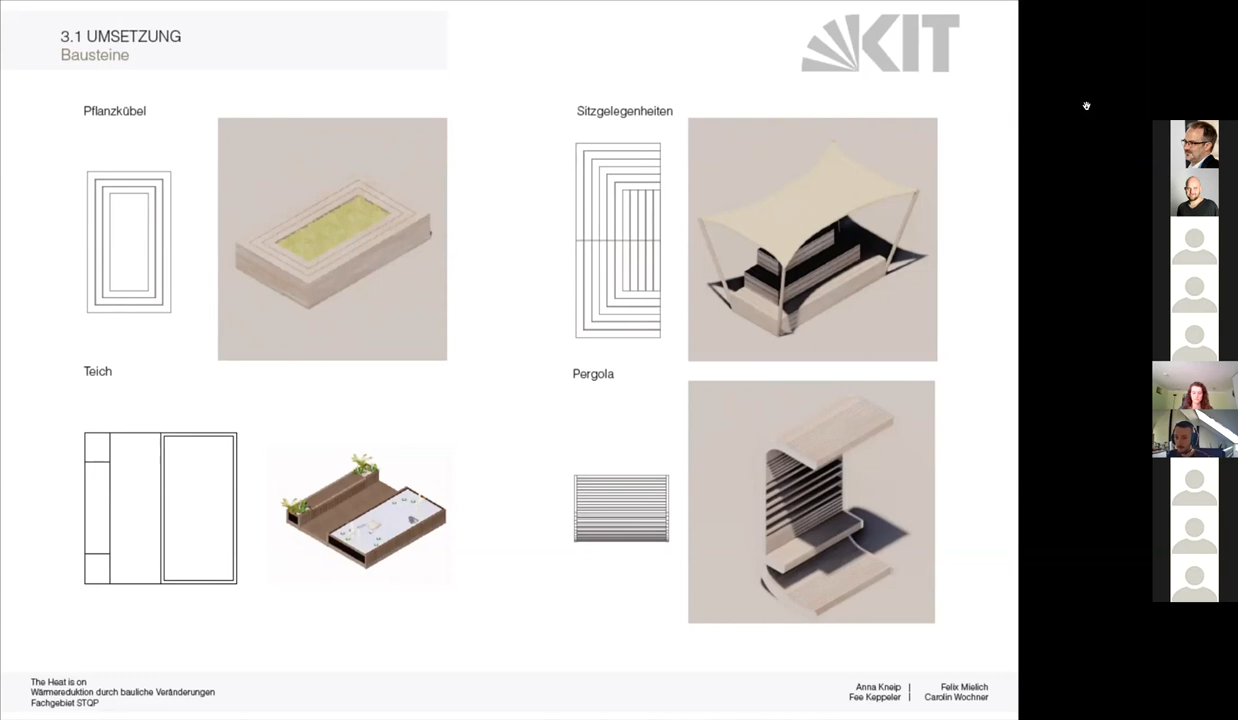 3.1 UMSETZUNG
Bausteine
KIT
Pflanzkübel
Sitzgelegenheiten
Teich
Pergola
The Heat is on
Wärmereduktion durch bauliche Veränderungen
Fachgebiet STQP
Anna Kneip | Felix Mielich
Fee Keppeler | Carolin Wochner